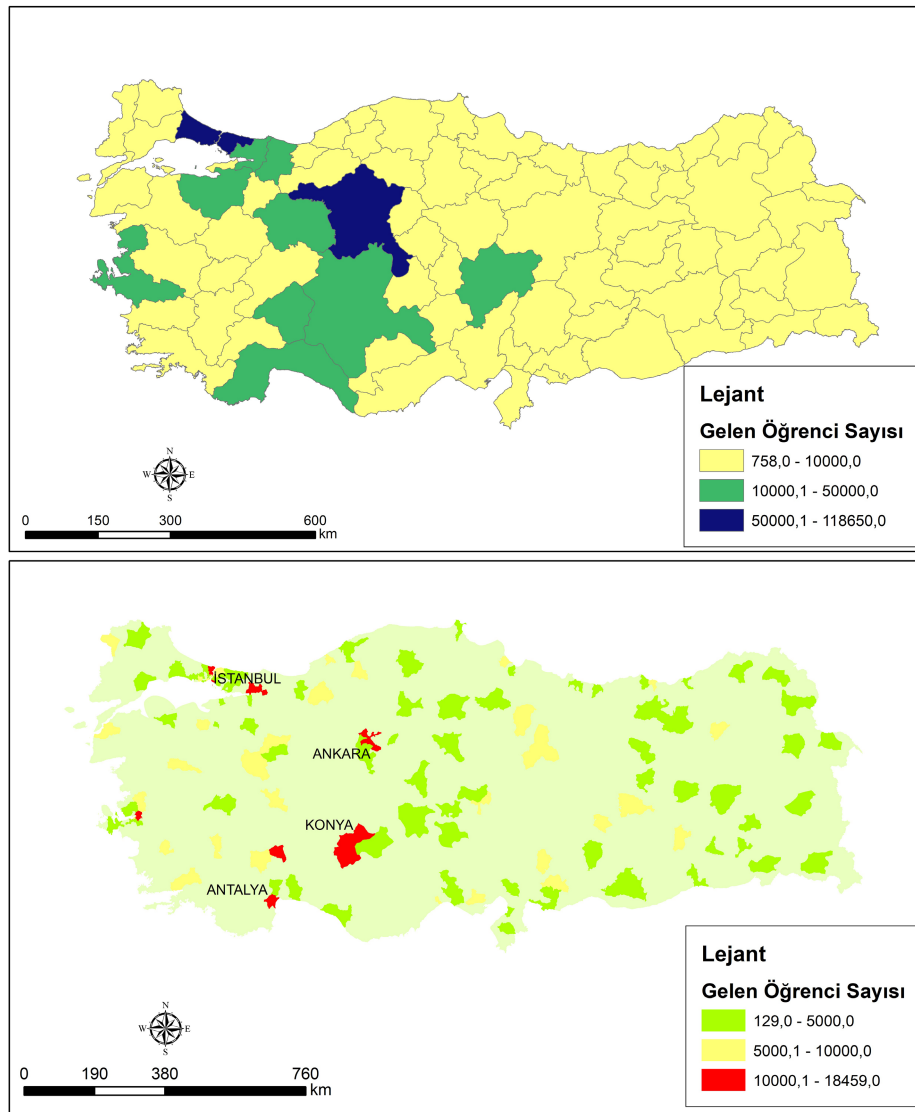 Lejant
Gelen Öğrenci Sayısı
758,0 - 10000,0
10000,1 - 50000,0
50000,1 - 118650,0
N
W E
S
0 150 300 600
km
İSTANBUL
ANKARA
KONYA
ANTALYA
Lejant
Gelen Öğrenci Sayısı
129,0 - 5000,0
5000,1 - 10000,0
10000,1 - 18459,0
N
W E
S
0 190 380 760
km